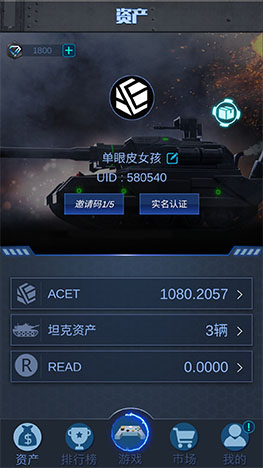 资产
1800
单眼皮女孩
UID : 580540
邀请码1/5 实名认证
ACET 1080.2057
坦克资产 3辆
R READ 0.0000
资产 排行榜 游戏 市场 我的